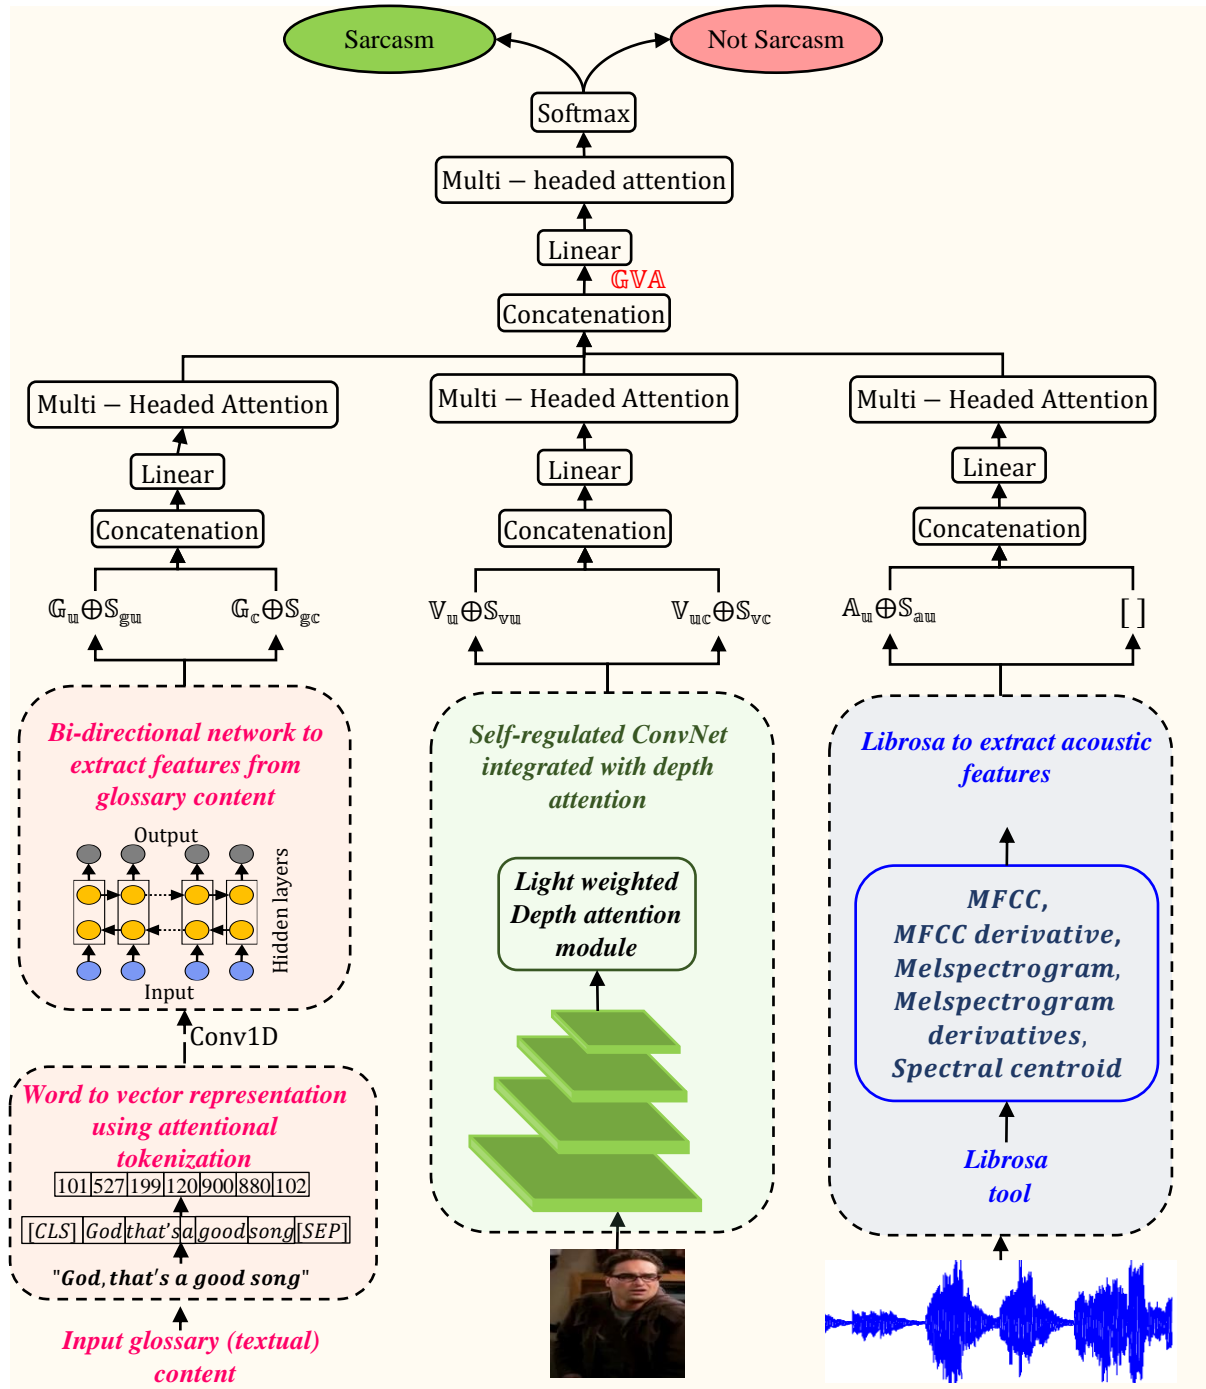 Sarcasm
Not Sarcasm
Softmax
Multi − headed attention
Linear
𝔾𝕍𝔸
Concatenation
Multi − Headed Attention
Multi − Headed Attention
Multi − Headed Attention
Linear
Linear
Linear
Concatenation
Concatenation
Concatenation
𝔾ᵤ⊕𝕊gu
𝔾c⊕𝕊gc
𝕍ᵤ⊕𝕊vu
𝕍uc⊕𝕊vc
𝔸ᵤ⊕𝕊au
[ ]
Bi-directional network to
extract features from
glossary content
Output
Hidden layers
Input
Conv1D
Word to vector representation
using attentional
tokenization
101 527 199 120 900 880 102
[CLS] God that's a good song [SEP]
"God, that's a good song"
Input glossary (textual)
content
Self-regulated ConvNet
integrated with depth
attention
Light weighted
Depth attention
module
Librosa to extract acoustic
features
MFCC,
MFCC derivative,
Melspectrogram,
Melspectrogram
derivatives,
Spectral centroid
Librosa
tool